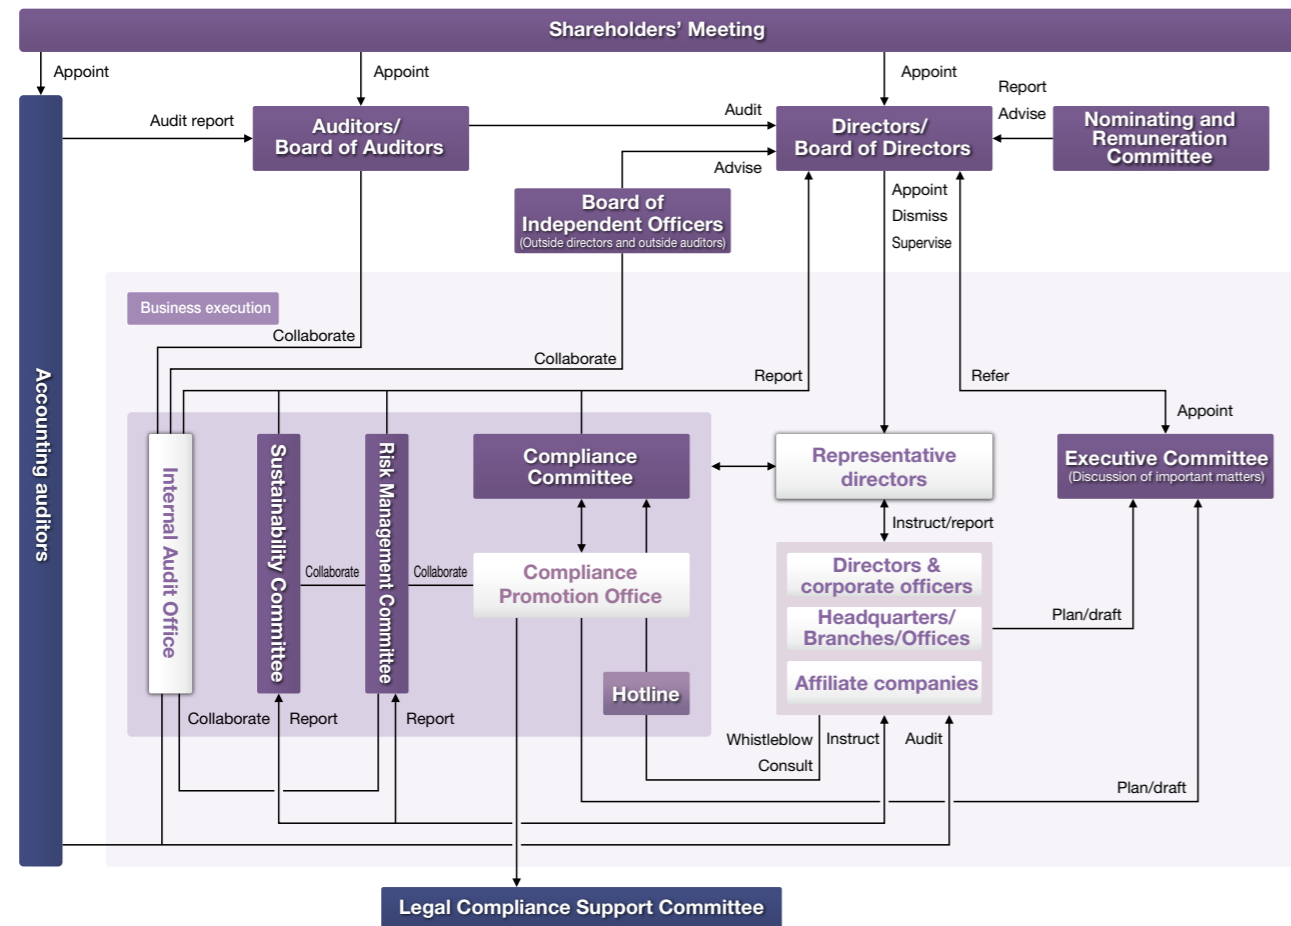 Shareholders’ Meeting
Appoint
Appoint
Appoint
Report
Advise
Audit report
Auditors/
Board of Auditors
Audit
Advise
Directors/
Board of Directors
Nominating and
Remuneration
Committee
Board of
Independent Officers
(Outside directors and outside auditors)
Appoint
Dismiss
Supervise
Business execution
Collaborate
Collaborate
Report
Refer
Appoint
Accounting auditors
Internal Audit Office
Sustainability Committee
Risk Management Committee
Compliance
Committee
Representative
directors
Executive Committee
(Discussion of important matters)
Instruct/report
Collaborate
Collaborate
Compliance
Promotion Office
Directors &
corporate officers
Headquarters/
Branches/Offices
Affiliate companies
Plan/draft
Hotline
Collaborate
Report
Report
Whistleblow
Consult
Instruct
Audit
Plan/draft
Legal Compliance Support Committee